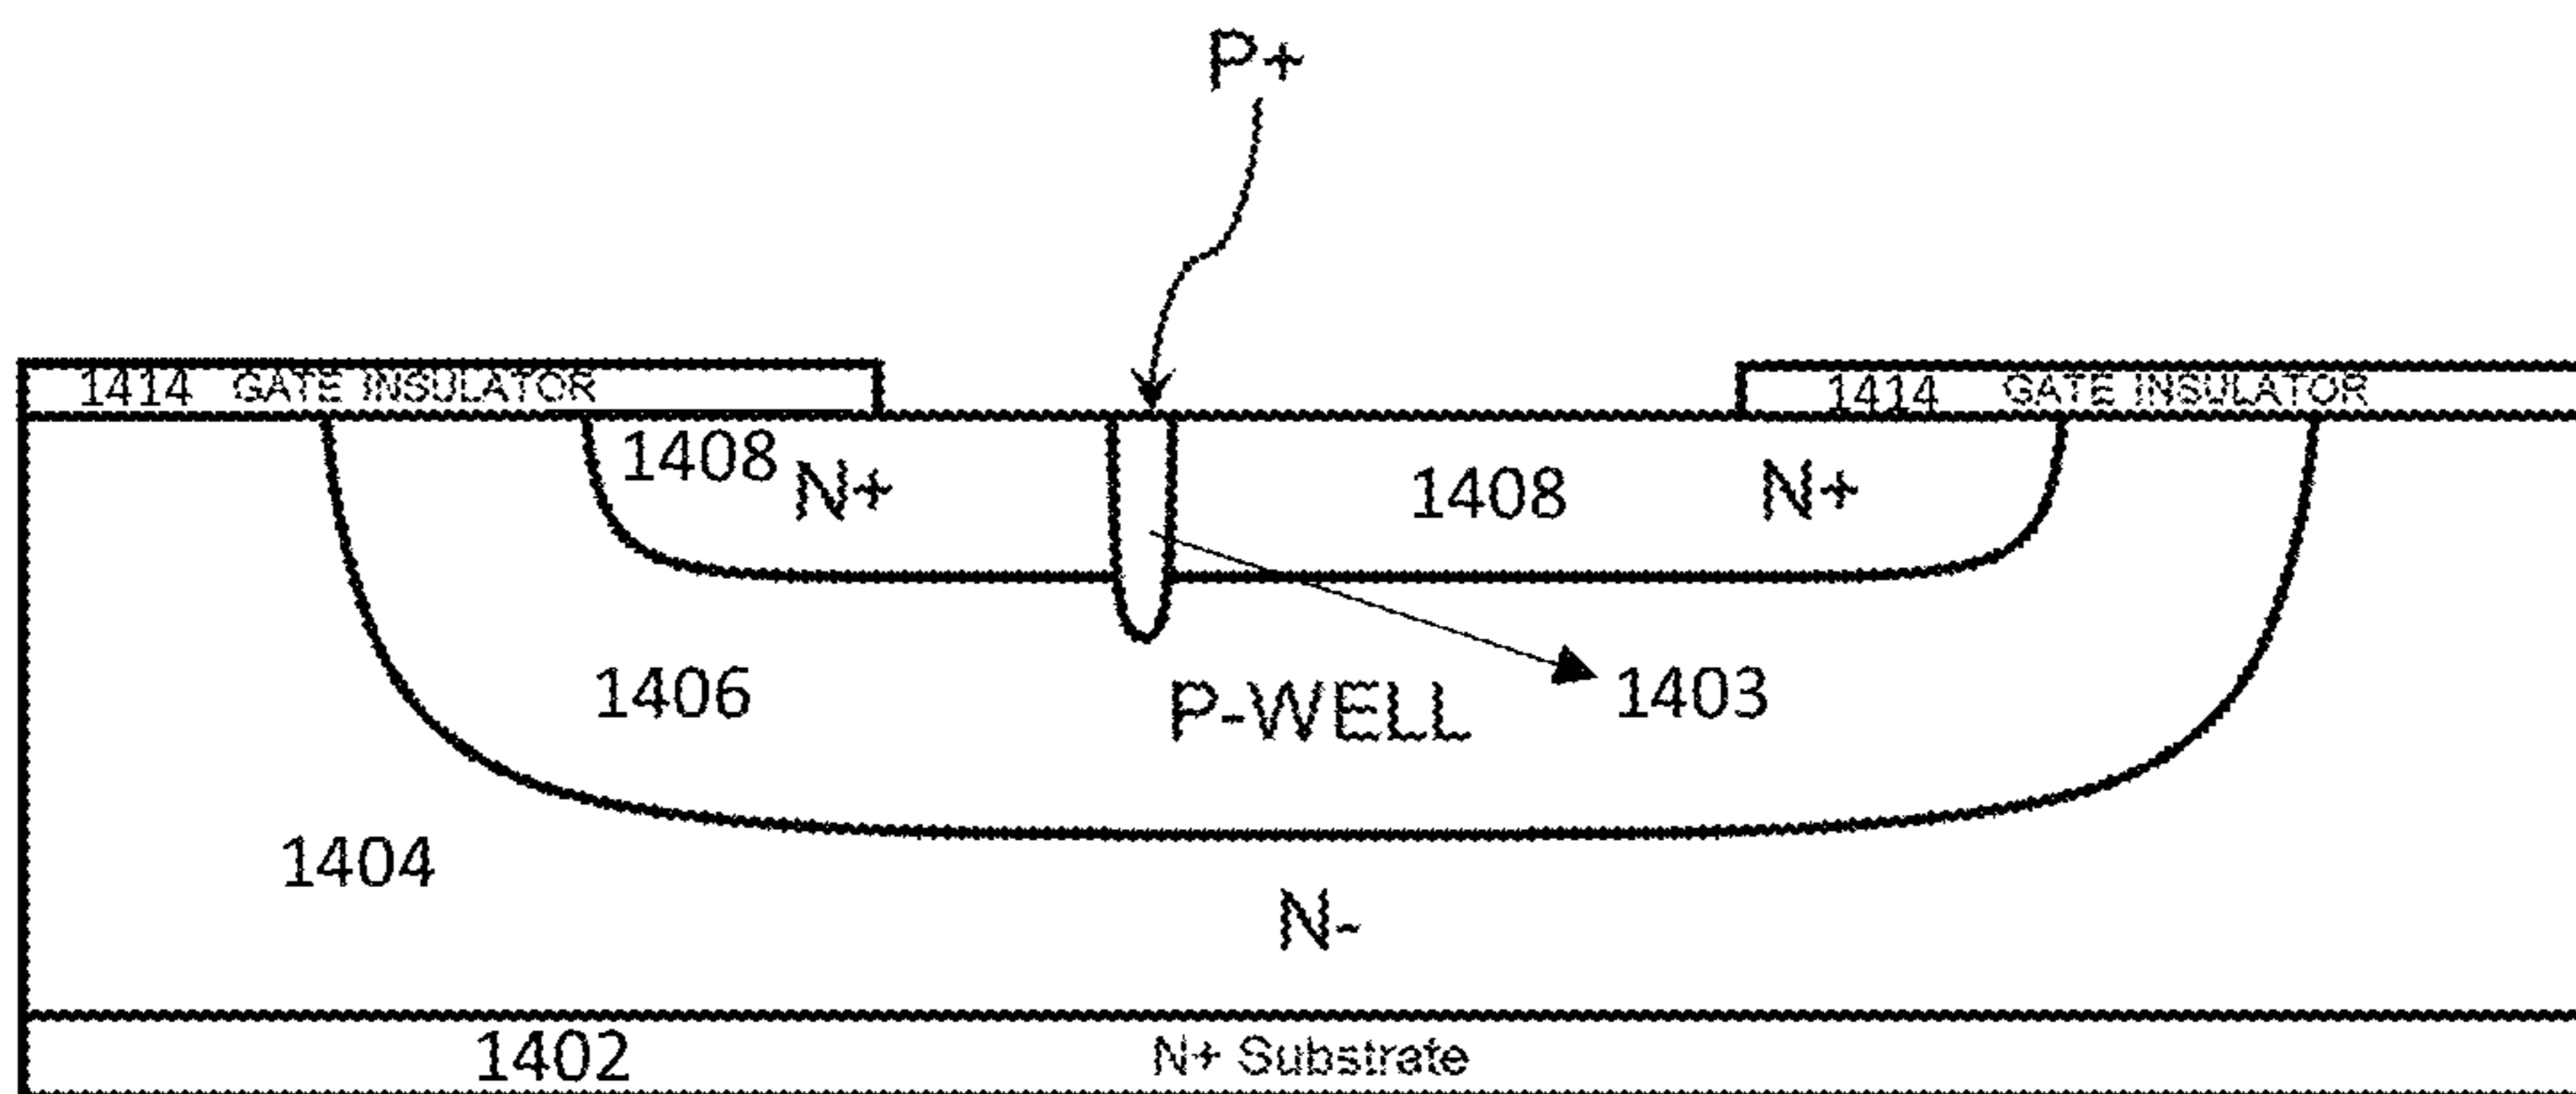 P+
1414 GATE INSULATOR
1414 GATE INSULATOR
1408 N+
1408 N+
1406
P-WELL
1403
1404
N-
1402
N+ Substrate